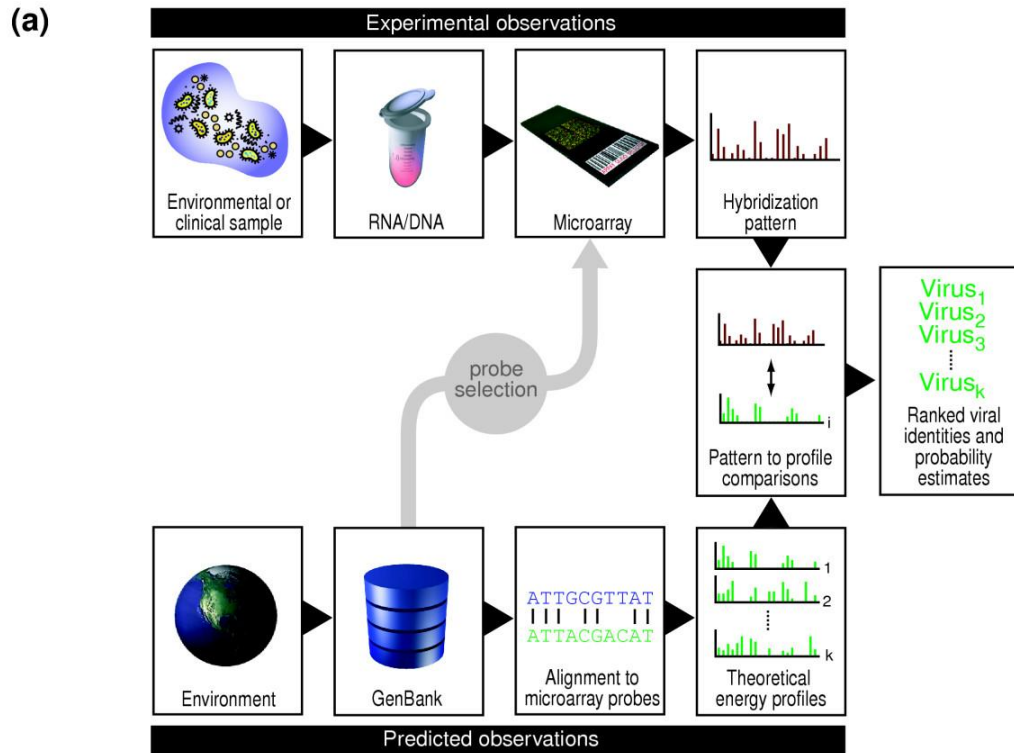 (a)
Experimental observations
Environmental or
clinical sample
RNA/DNA
Microarray
Hybridization
pattern
probe
selection
i
Pattern to profile
comparisons
Virus1
Virus2
Virus3
Virusk
Ranked viral
identities and
probability
estimates
Environment
GenBank
ATTGCGTTAT
ATTACGACAT
Alignment to
microarray probes
1
2
k
Theoretical
energy profiles
Predicted observations